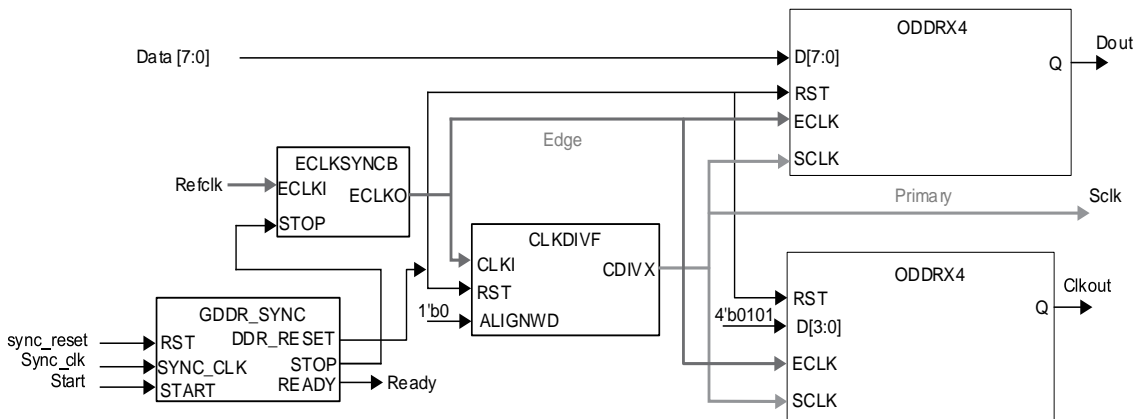 ODDRX4
Data [7:0]
D[7:0]
Q
Dout
RST
ECLK
SCLK
Edge
ECLKSYNCB
Refclk
ECLKI
ECLKO
STOP
Primary
Sclk
CLKDIVF
CLKI
CDIVX
RST
1'b0
ALIGNWD
ODDRX4
RST
Q
Clkout
4'b0101
D[3:0]
ECLK
SCLK
GDDR_SYNC
sync_reset
RST
DDR_RESET
Sync_clk
SYNC_CLK
STOP
Start
START
READY
Ready